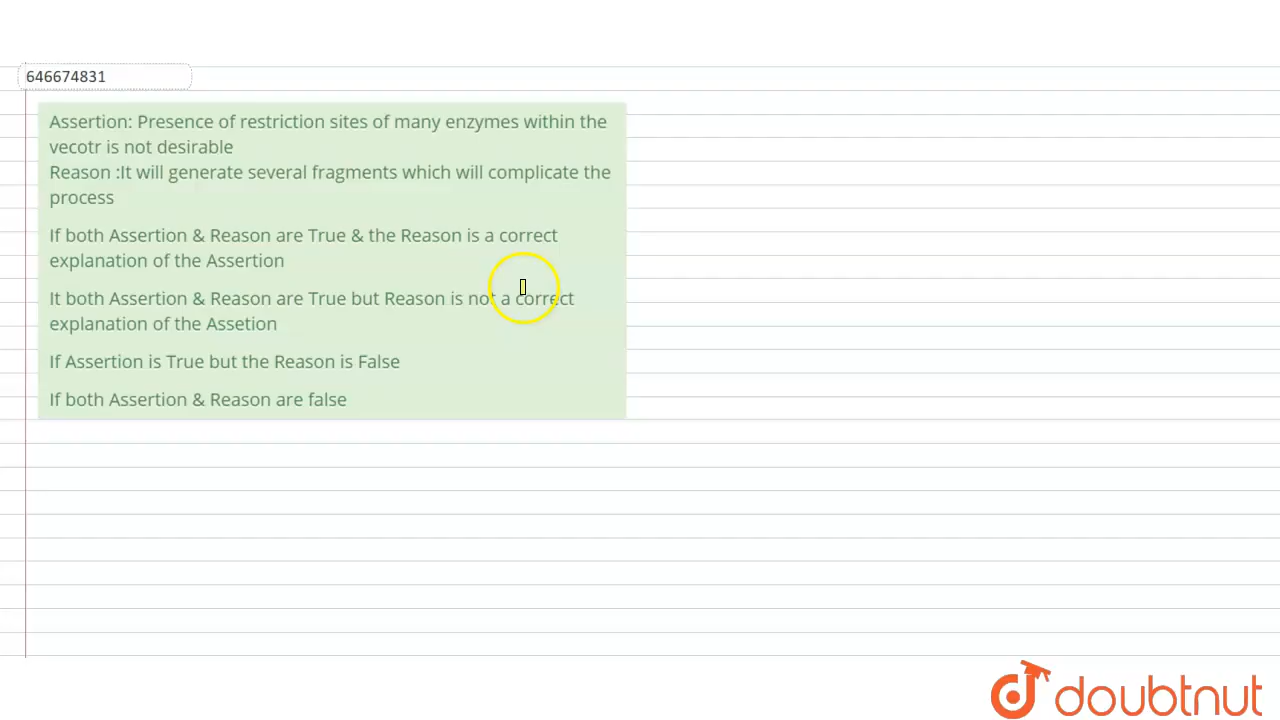 646674831
Assertion: Presence of restriction sites of many enzymes within the
vecotr is not desirable
Reason :It will generate several fragments which will complicate the
process
If both Assertion & Reason are True & the Reason is a correct
explanation of the Assertion
It both Assertion & Reason are True but Reason is not a correct
explanation of the Assetion
If Assertion is True but the Reason is False
If both Assertion & Reason are false
doubtnut